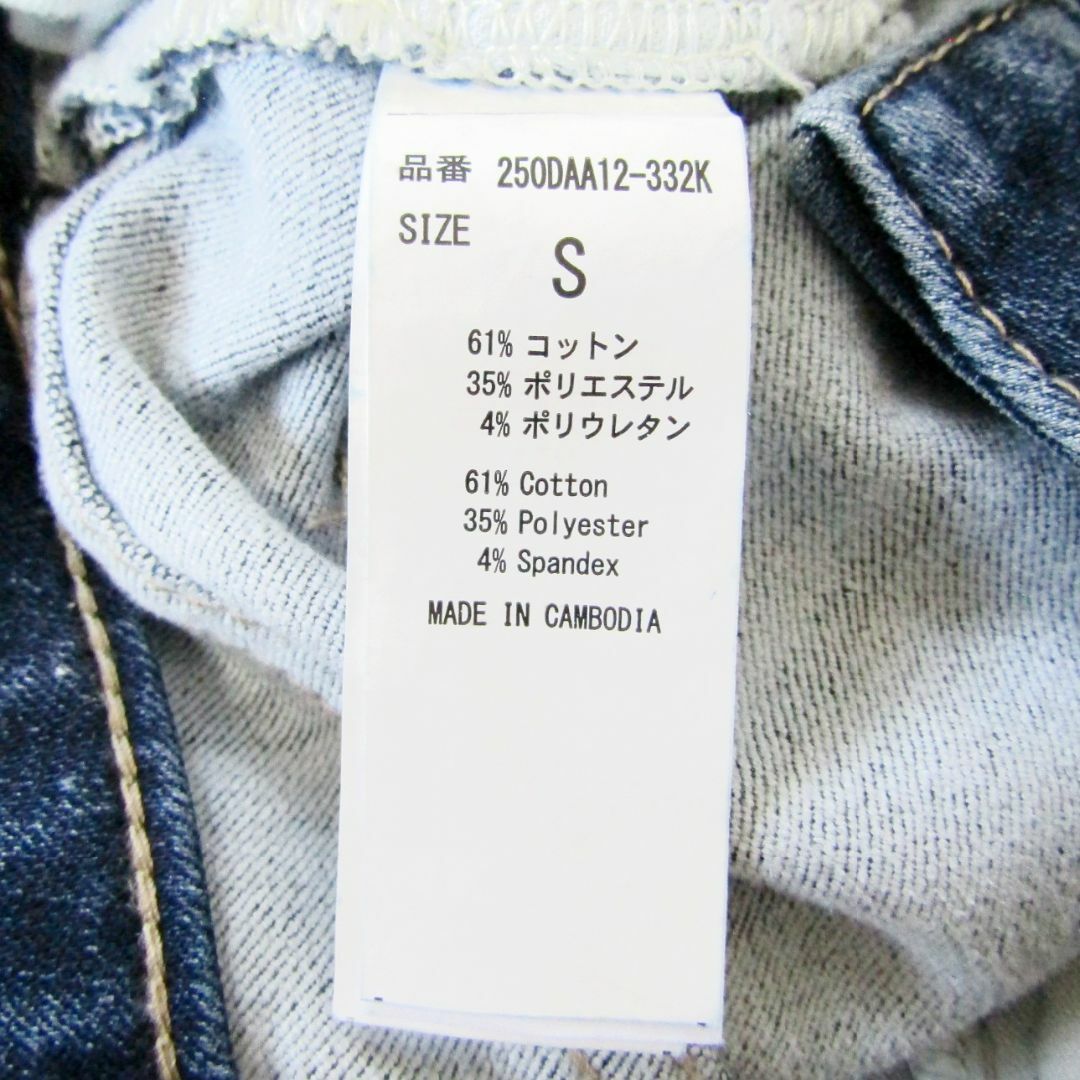 品番 250DAA12-332K
SIZE
S
61% コットン
35% ポリエステル
4% ポリウレタン
61% Cotton
35% Polyester
4% Spandex
MADE IN CAMBODIA